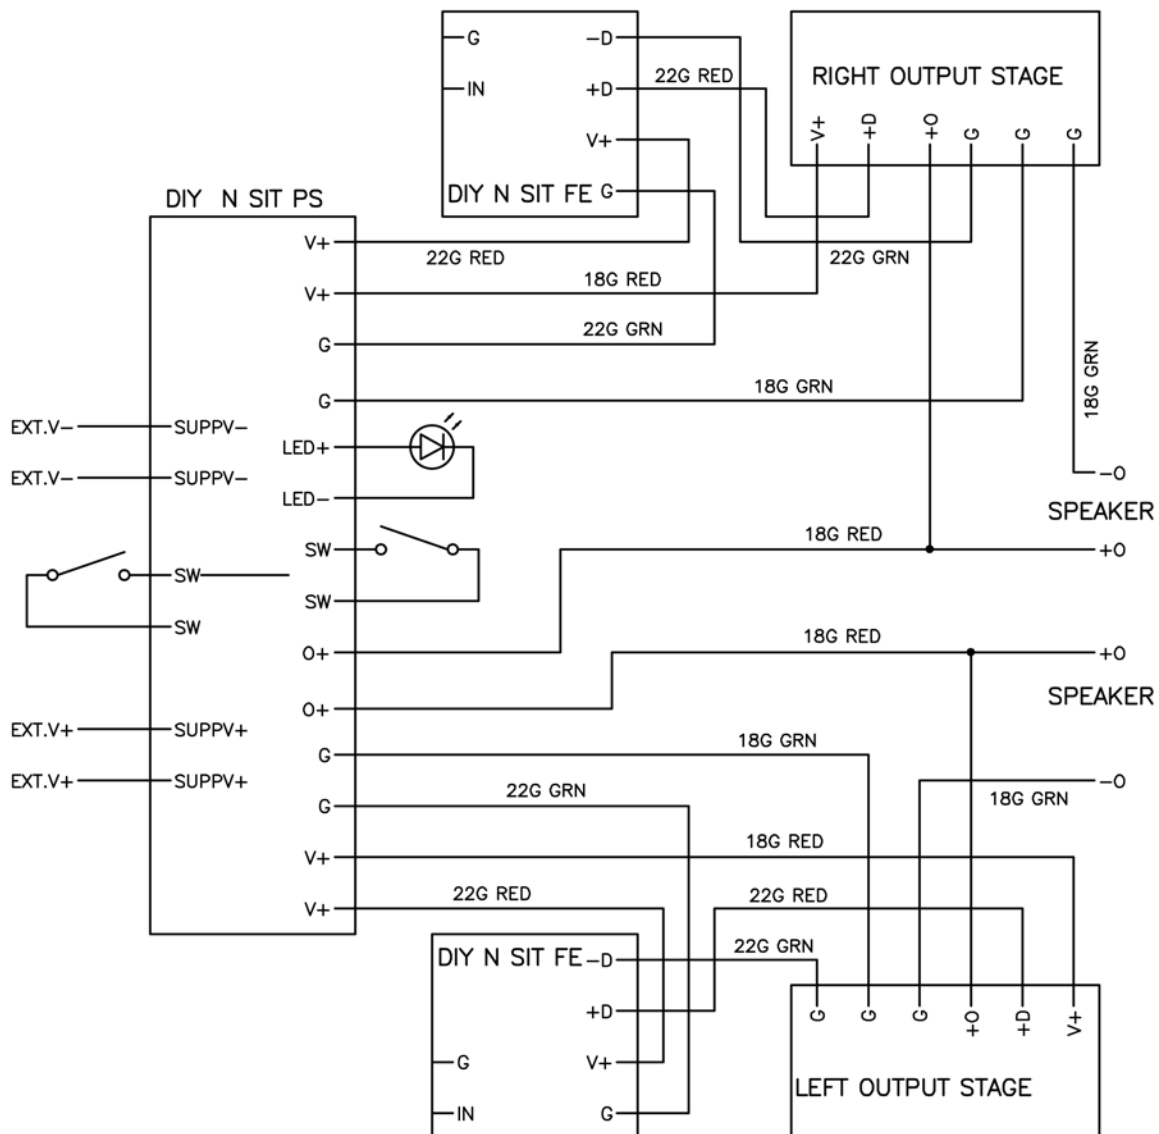 G
−D
IN
22G RED
+D
V+
DIY N SIT FE
G
RIGHT OUTPUT STAGE
V+
+D
+O
G
G
G
DIY N SIT PS
V+
22G RED
22G GRN
V+
18G RED
G
22G GRN
G
18G GRN
18G GRN
EXT.V−
SUPPV−
LED+
EXT.V−
SUPPV−
LED−
−O
SPEAKER
SW
18G RED
+O
SW
SW
SW
O+
18G RED
+O
SPEAKER
O+
EXT.V+
SUPPV+
G
18G GRN
EXT.V+
SUPPV+
−O
G
22G GRN
18G GRN
V+
18G RED
V+
22G RED
22G RED
DIY N SIT FE
−D
22G GRN
+D
G
V+
IN
G
G
G
G
+O
+D
V+
LEFT OUTPUT STAGE